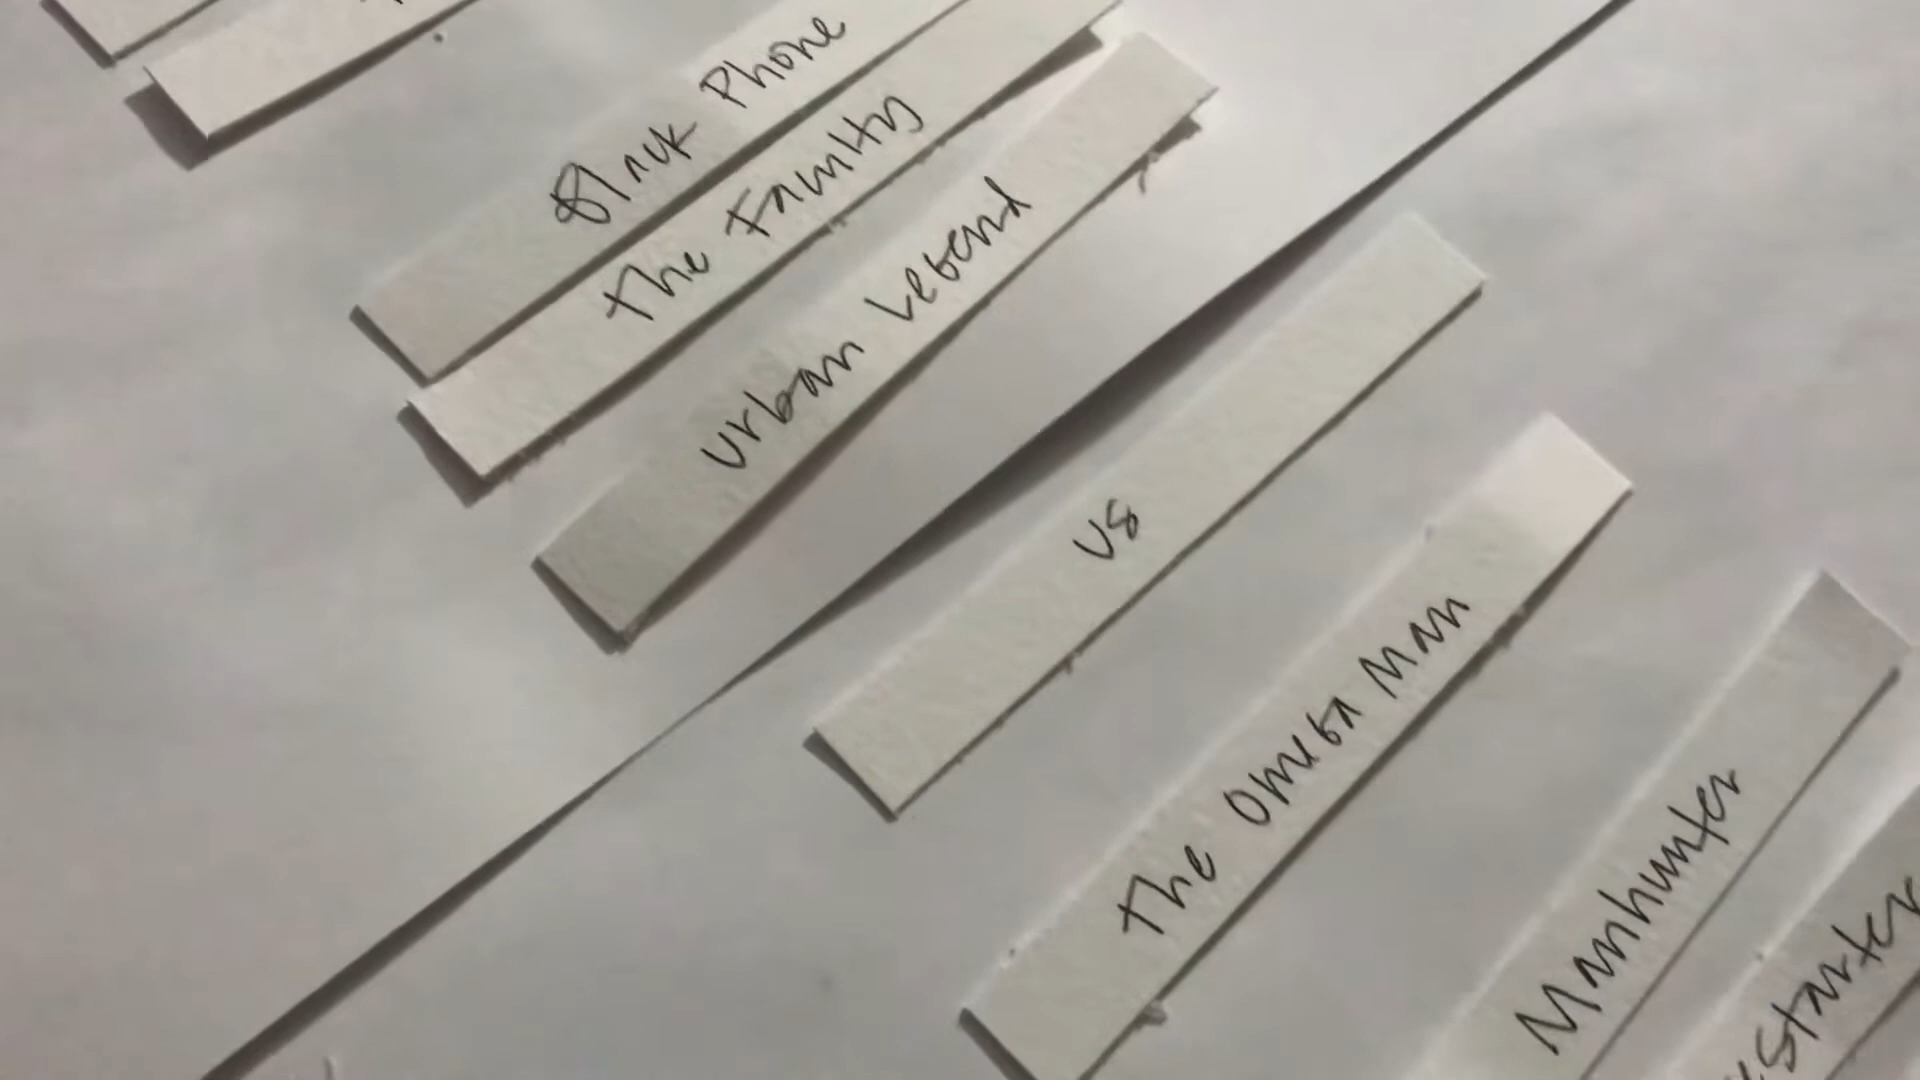 Black Phone
The Faculty
Urban Legend
US
The Omega Man
Manhunter